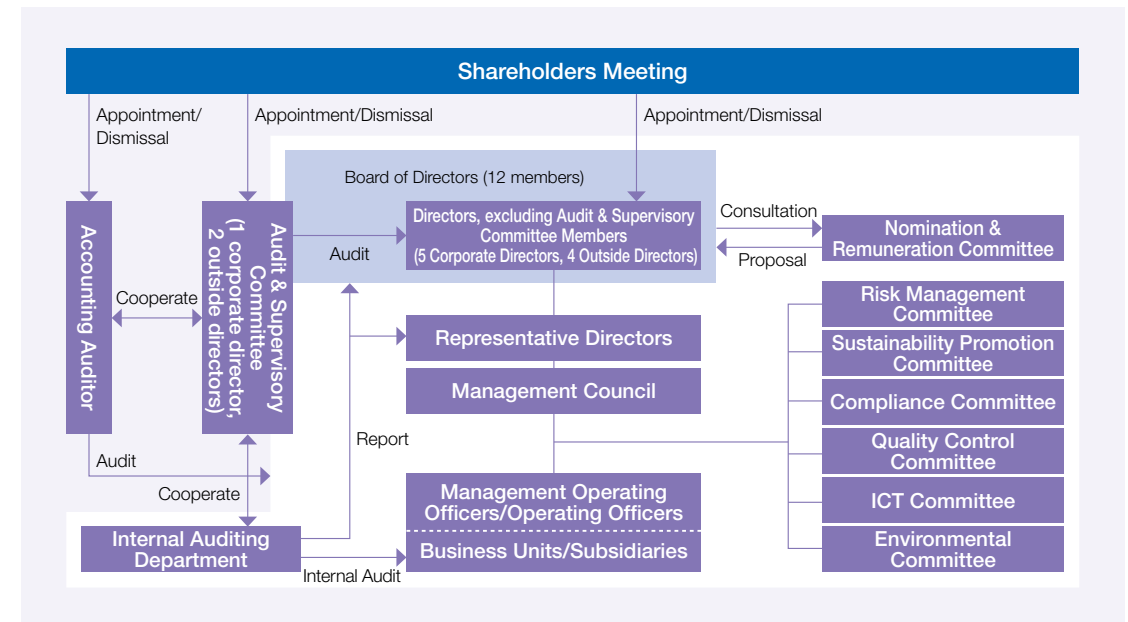 Shareholders Meeting
Appointment/
Dismissal
Appointment/Dismissal
Appointment/Dismissal
Board of Directors (12 members)
Accounting Auditor
Cooperate
Audit & Supervisory
Committee
(1 corporate director,
2 outside directors)
Audit
Directors, excluding Audit & Supervisory
Committee Members
(5 Corporate Directors, 4 Outside Directors)
Consultation
Proposal
Nomination &
Remuneration Committee
Representative Directors
Management Council
Risk Management
Committee
Sustainability Promotion
Committee
Compliance Committee
Quality Control
Committee
ICT Committee
Environmental
Committee
Report
Audit
Cooperate
Management Operating
Officers/Operating Officers
Business Units/Subsidiaries
Internal Auditing
Department
Internal Audit